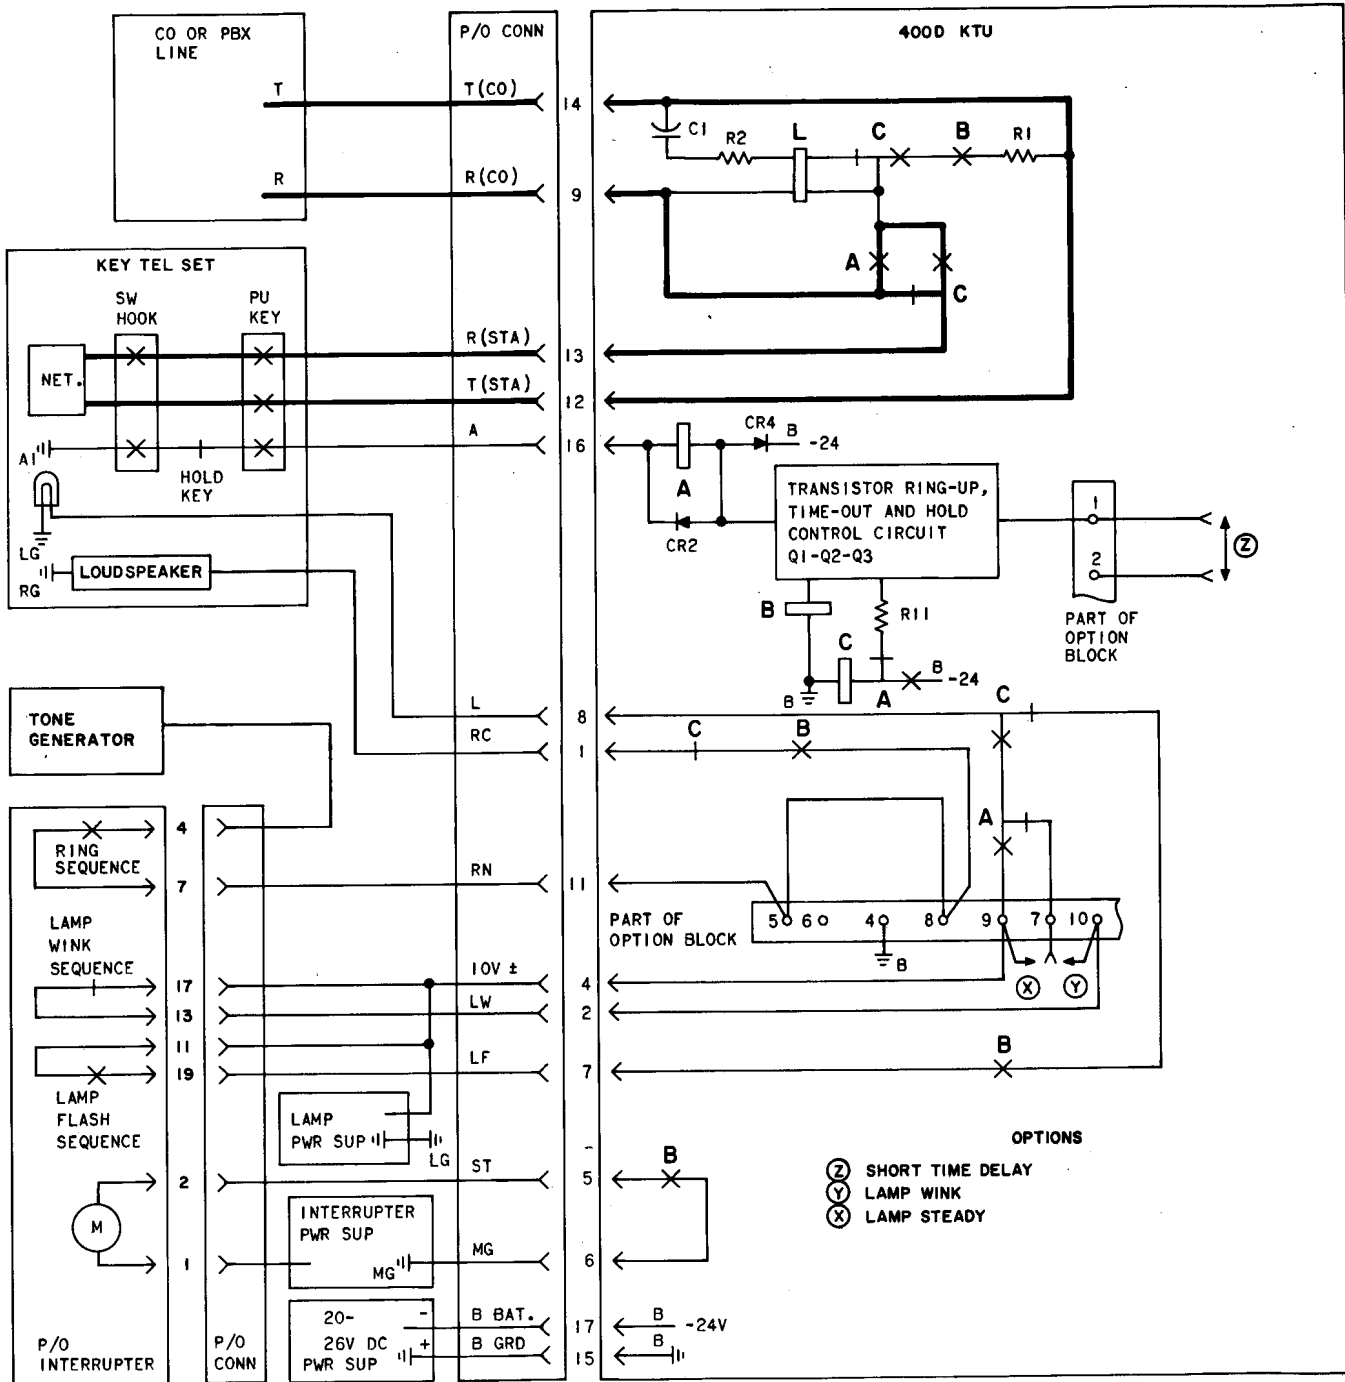 CO OR PBX
LINE
P/O CONN
400D KTU
T
T(CO)
14
C1
R2
L
C
B
R1
R
R(CO)
9
A
C
KEY TEL SET
SW
HOOK
PU
KEY
NET.
R(STA)
13
T(STA)
12
A
16
CR4
B
-24
A1
HOLD
KEY
A
CR2
TRANSISTOR RING-UP,
TIME-OUT AND HOLD
CONTROL CIRCUIT
Q1-Q2-Q3
1
2
Z
PART OF
OPTION
BLOCK
LG
RG
LOUDSPEAKER
B
R11
C
B
A
B
-24
TONE
GENERATOR
L
8
C
RC
1
C
B
4
RING
SEQUENCE
7
RN
11
A
PART OF
OPTION BLOCK
5
6
4
8
9
7
10
B
X
Y
LAMP
WINK
SEQUENCE
17
10V ±
4
13
LW
2
11
19
LF
7
B
LAMP
FLASH
SEQUENCE
LAMP
PWR SUP
LG
OPTIONS
Z SHORT TIME DELAY
Y LAMP WINK
X LAMP STEADY
2
ST
5
B
M
INTERRUPTER
PWR SUP
MG
1
MG
6
20-
26V DC
PWR SUP
-
+
B BAT.
17
B
-24V
B GRD
15
B
P/O
INTERRUPTER
P/O
CONN